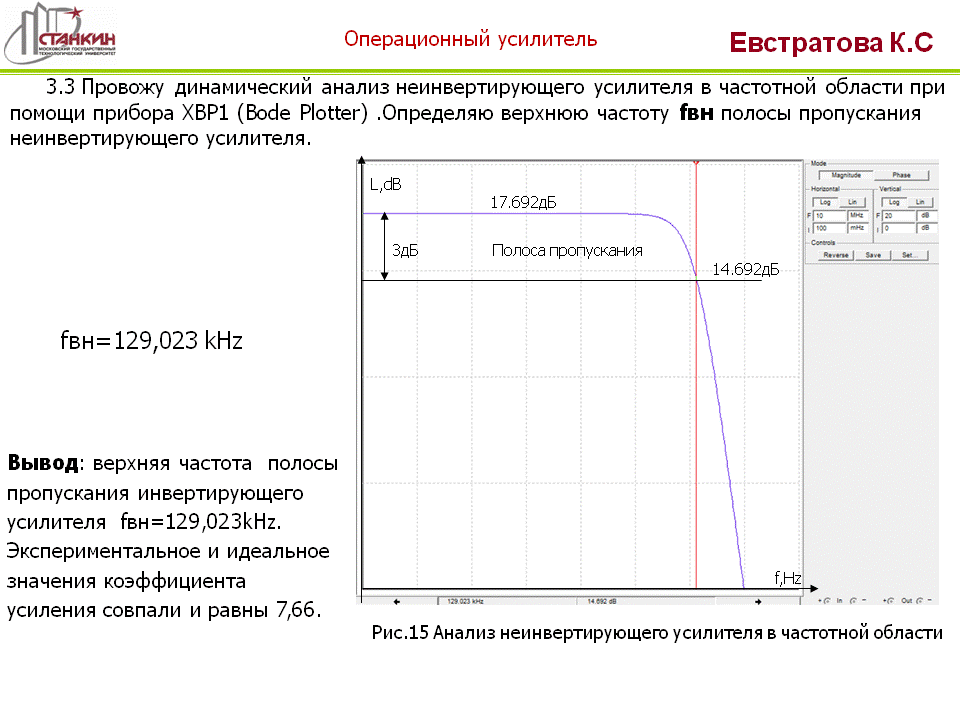 СТАНКИН
МОСКОВСКИЙ ГОСУДАРСТВЕННЫЙ
ТЕХНОЛОГИЧЕСКИЙ УНИВЕРСИТЕТ
Операционный усилитель
Евстратова К.С
3.3 Провожу динамический анализ неинвертирующего усилителя в частотной области при
помощи прибора XBP1 (Bode Plotter) .Определяю верхнюю частоту fвн полосы пропускания
неинвертирующего усилителя.
L,dB
17.692дБ
3дБ
Полоса пропускания
14.692дБ
f,Hz
129.023 kHz
14.692 dB
Mode
Magnitude Phase
Horizontal Vertical
Log Lin Log Lin
F 10 MHz F 20 dB
I 100 mHz I 0 dB
Controls
Reverse Save Set...
+ In − + Out −
fвн=129,023 kHz
Вывод: верхняя частота полосы
пропускания инвертирующего
усилителя fвн=129,023kHz.
Экспериментальное и идеальное
значения коэффициента
усиления совпали и равны 7,66.
Рис.15 Анализ неинвертирующего усилителя в частотной области